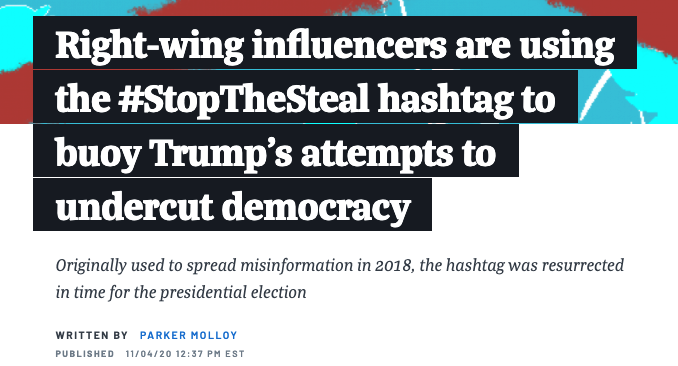 Right-wing influencers are using
the #StopTheSteal hashtag to
buoy Trump’s attempts to
undercut democracy
Originally used to spread misinformation in 2018, the hashtag was resurrected
in time for the presidential election
WRITTEN BY PARKER MOLLOY
PUBLISHED 11/04/20 12:37 PM EST